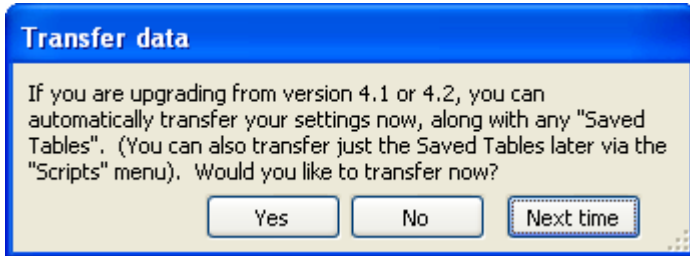 Transfer data
If you are upgrading from version 4.1 or 4.2, you can
automatically transfer your settings now, along with any "Saved
Tables".  (You can also transfer just the Saved Tables later via the
"Scripts" menu).  Would you like to transfer now?
Yes No Next time